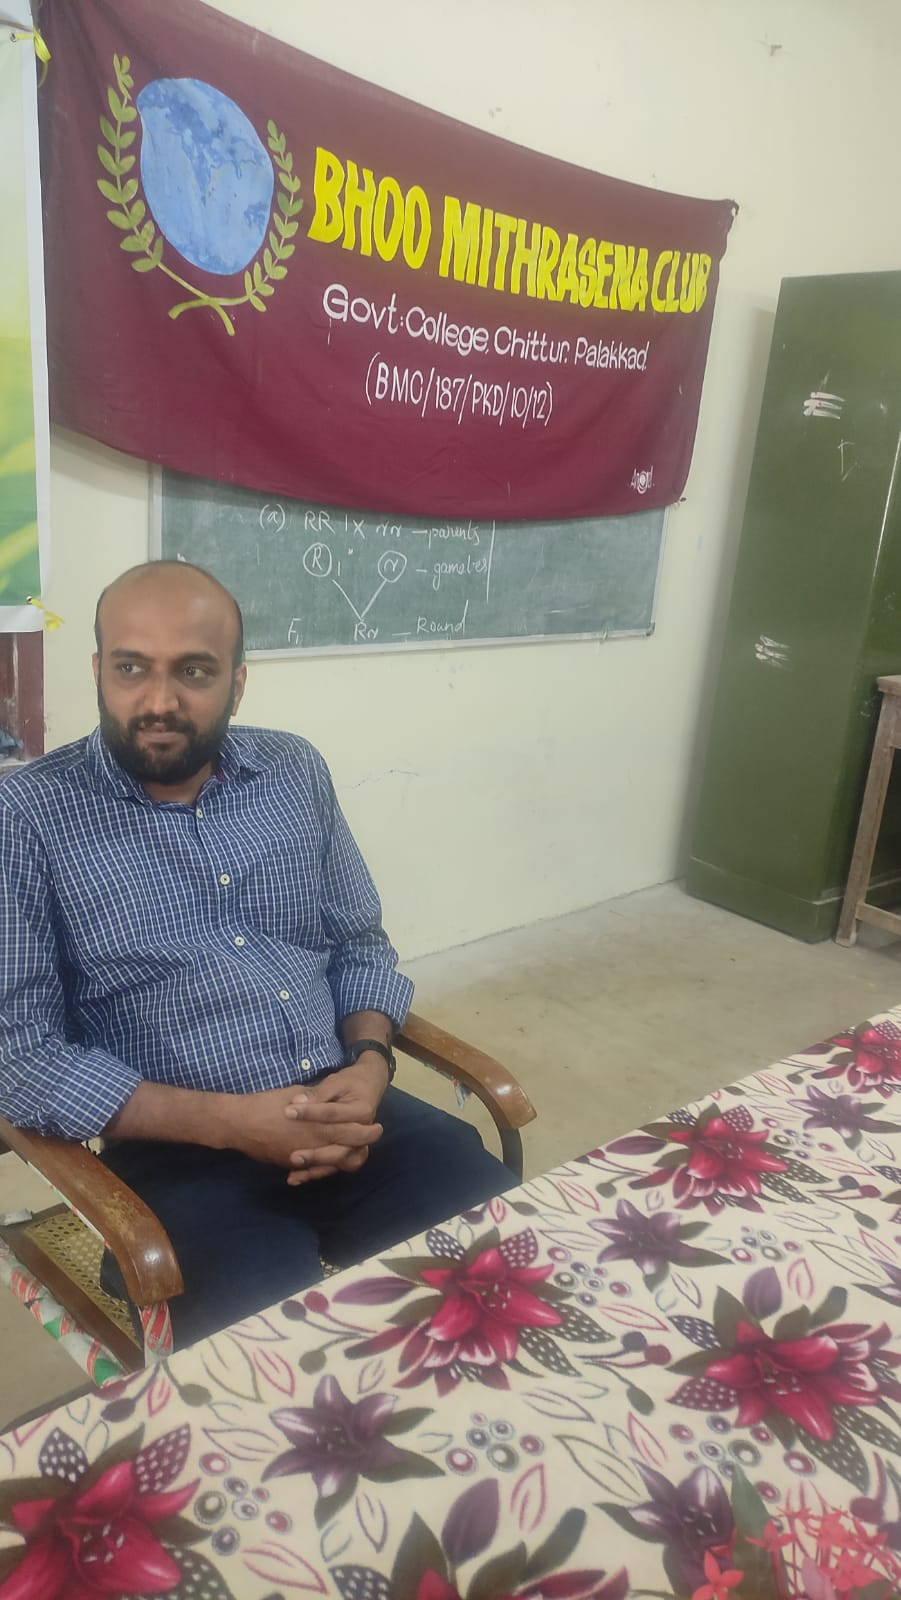 BHOO MITHRASENA CLUB
Govt: College, Chittur. Palakkad.
(BMC/187/PKD/10/12)
(a) RR × rr — parents
R r — gametes
F₁ Rr — Round